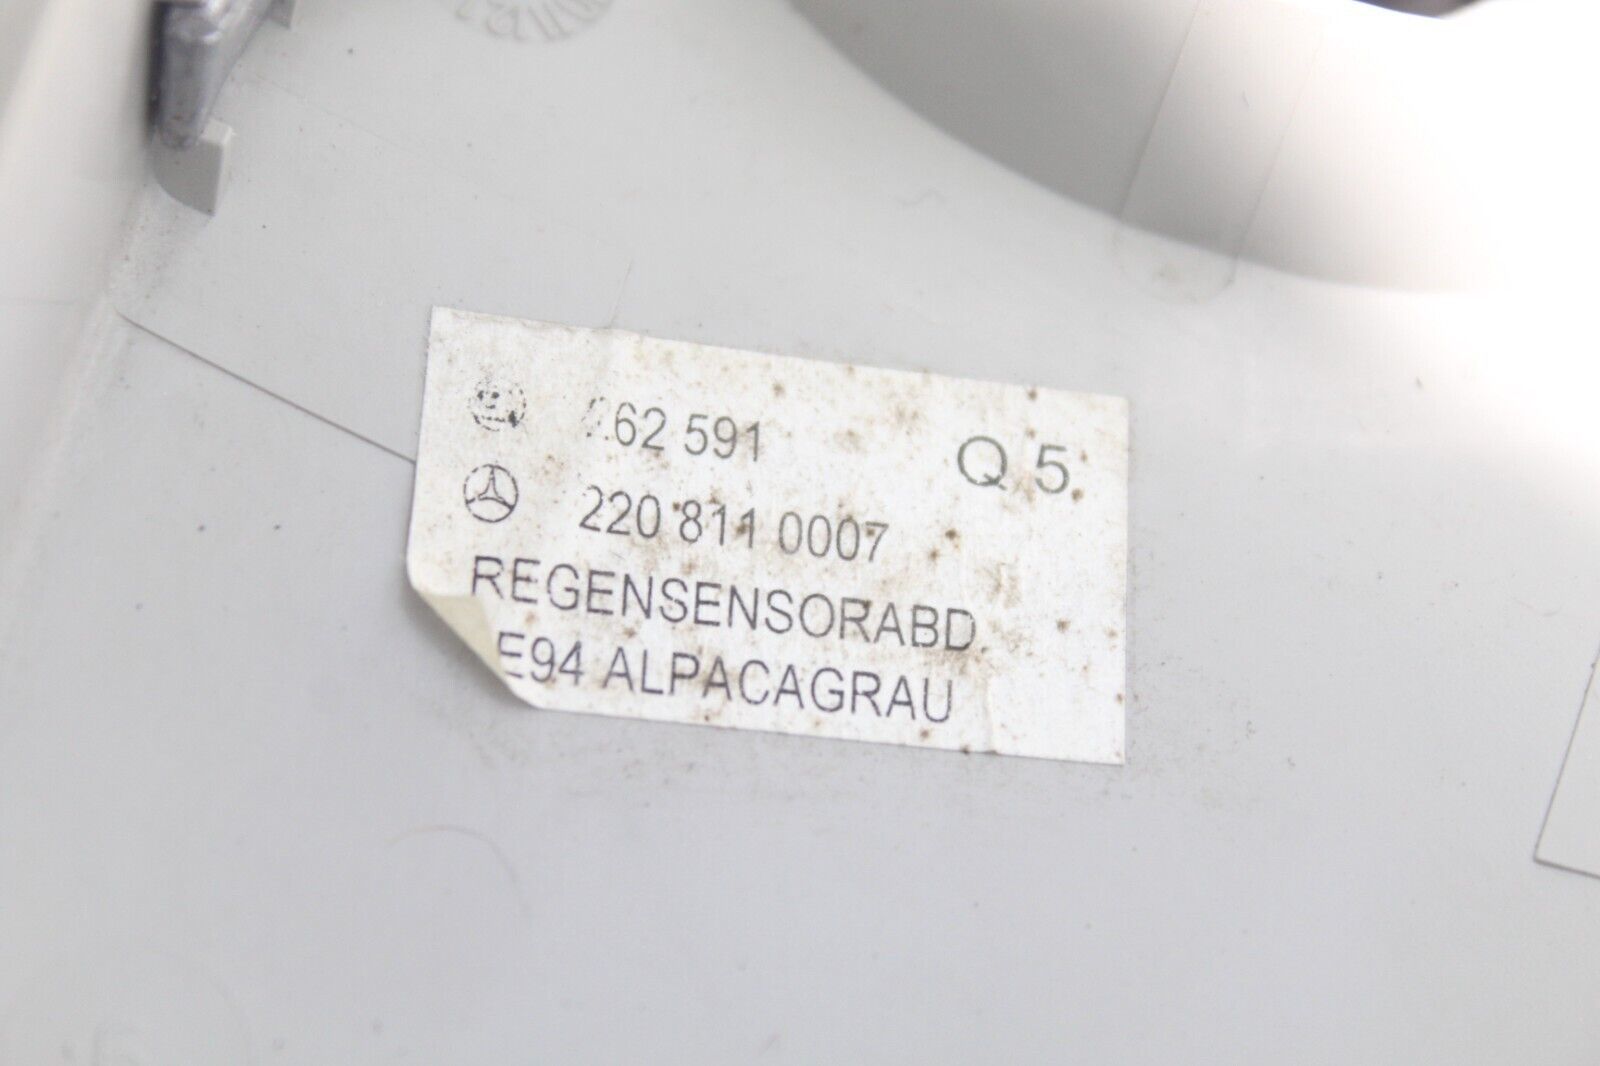 62 591 Q 5
220 811 0007
REGENSENSORABD.
E94 ALPACAGRAU